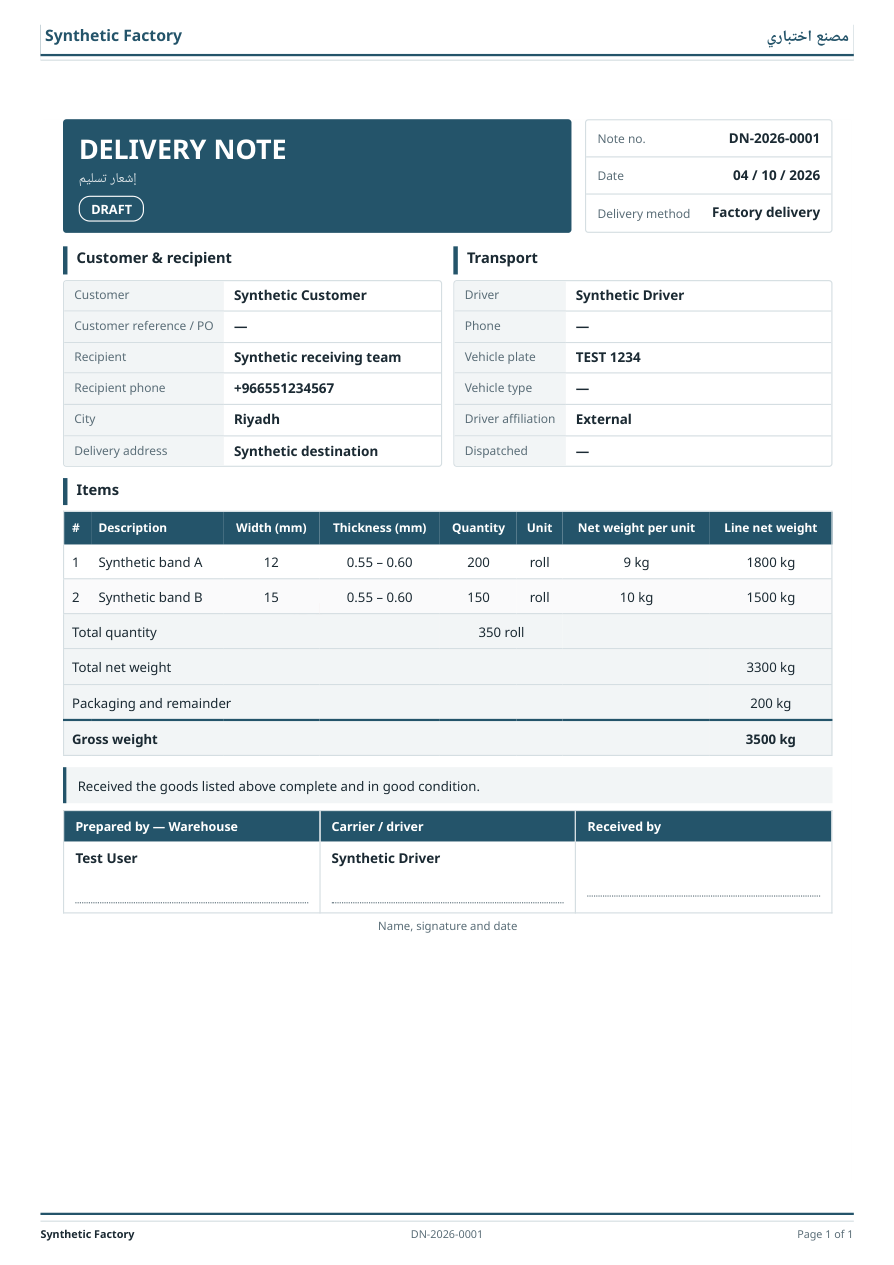 Synthetic Factory
مصنع اختباري
DELIVERY NOTE
إشعار تسليم
DRAFT
Note no. DN-2026-0001
Date 04 / 10 / 2026
Delivery method Factory delivery
Customer & recipient
Customer Synthetic Customer
Customer reference / PO —
Recipient Synthetic receiving team
Recipient phone +966551234567
City Riyadh
Delivery address Synthetic destination
Transport
Driver Synthetic Driver
Phone —
Vehicle plate TEST 1234
Vehicle type —
Driver affiliation External
Dispatched —
Items
# Description Width (mm) Thickness (mm) Quantity Unit Net weight per unit Line net weight
1 Synthetic band A 12 0.55 – 0.60 200 roll 9 kg 1800 kg
2 Synthetic band B 15 0.55 – 0.60 150 roll 10 kg 1500 kg
Total quantity 350 roll
Total net weight 3300 kg
Packaging and remainder 200 kg
Gross weight 3500 kg
Received the goods listed above complete and in good condition.
Prepared by — Warehouse Carrier / driver Received by
Test User Synthetic Driver
Name, signature and date
Synthetic Factory DN-2026-0001 Page 1 of 1